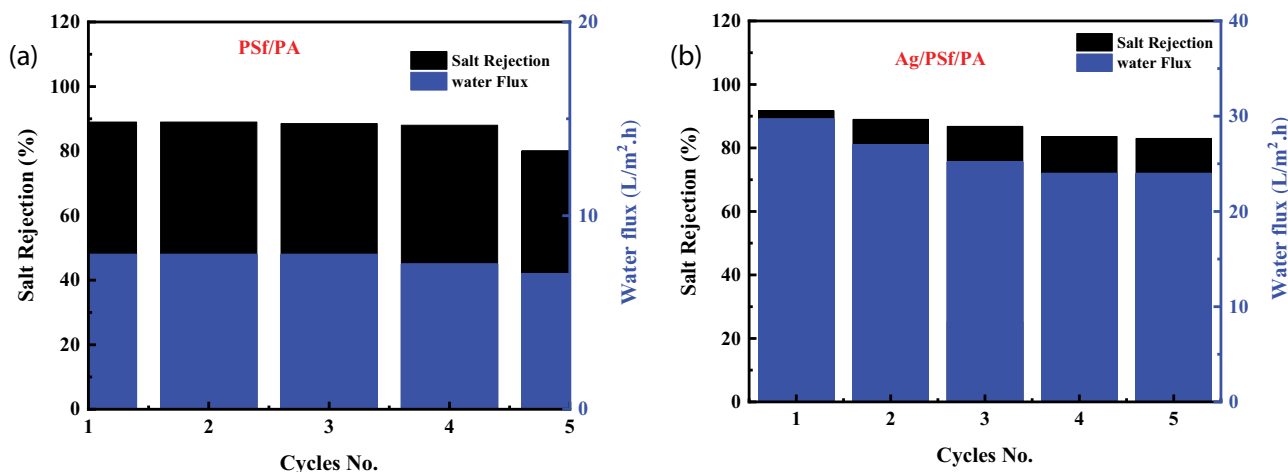 (a)
PSf/PA
Salt Rejection
water Flux
Salt Rejection (%)
120
100
80
60
40
20
0
20
10
0
Water flux (L/m².h)
1 2 3 4 5
Cycles No.
(b)
Ag/PSf/PA
Salt Rejection
water Flux
Salt Rejection (%)
120
100
80
60
40
20
0
40
30
20
10
0
Water flux (L/m².h)
1 2 3 4 5
Cycles No.